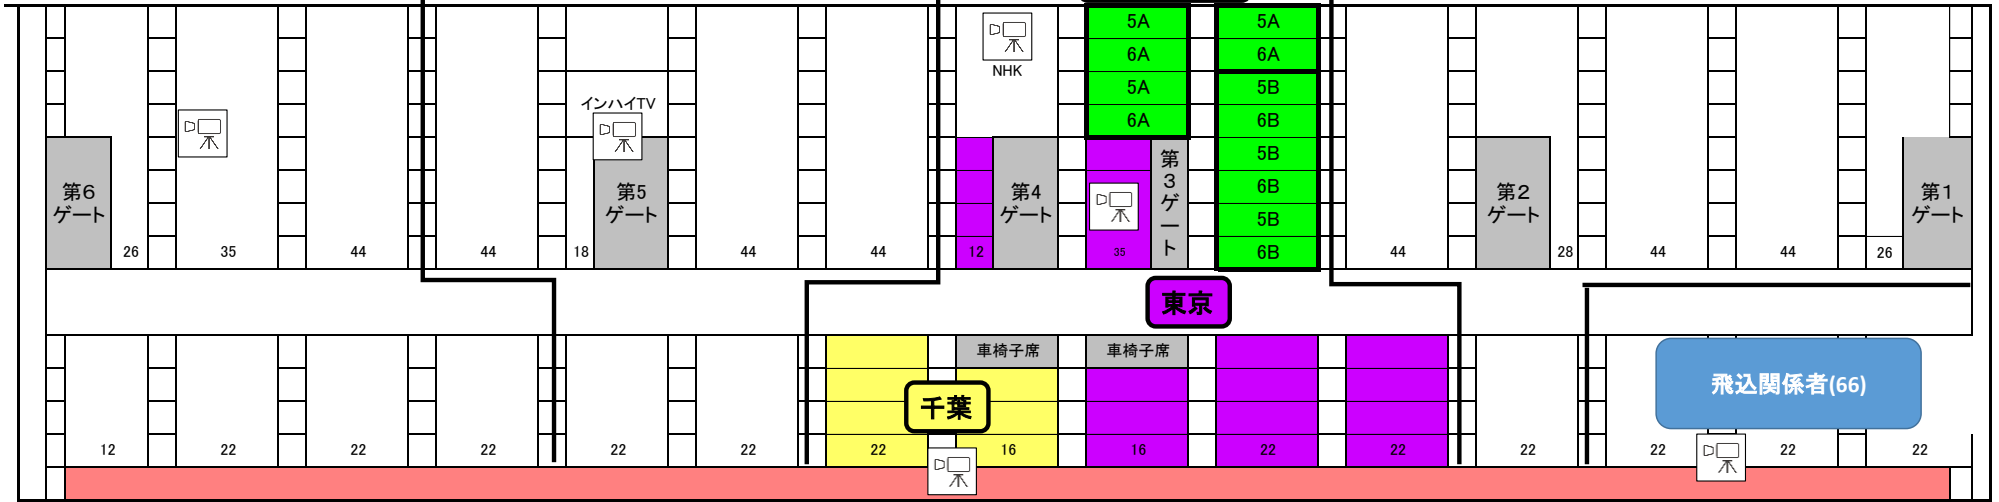 5A 5A
6A 6A
NHK
5A 5B
インハイTV
6A 6B
5B
第3ゲート
第6
ゲート
第5
ゲート
第4
ゲート
6B
第2
ゲート
第1
ゲート
5B
26 35 44 44 18 44 44 12 35 6B 44 28 44 44 26
東京
車椅子席 車椅子席
飛込関係者(66)
千葉
12 22 22 22 22 22 22 16 16 22 22 22 22 22 22